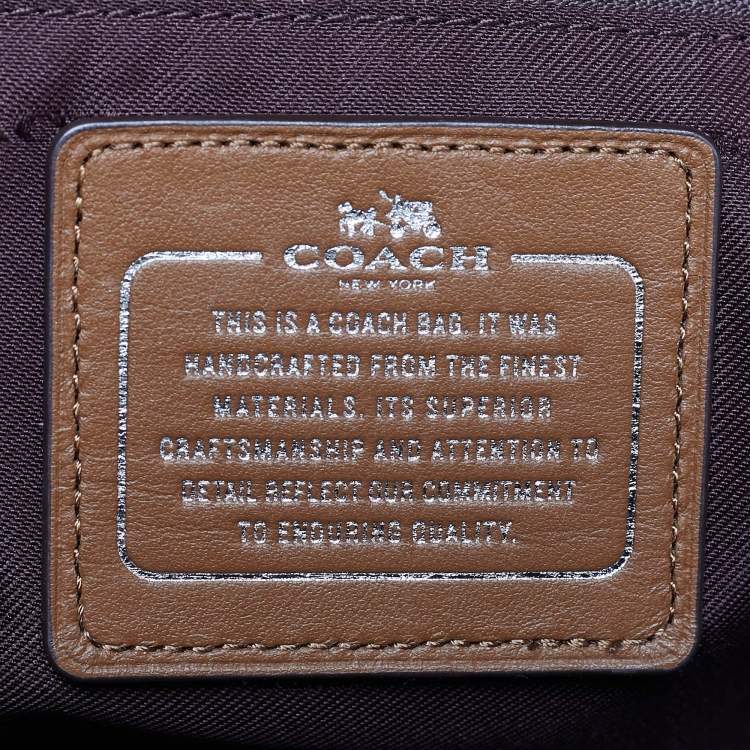 COACH
NEW YORK
THIS IS A COACH BAG. IT WAS
HANDCRAFTED FROM THE FINEST
MATERIALS. ITS SUPERIOR
CRAFTSMANSHIP AND ATTENTION TO
DETAIL REFLECT OUR COMMITMENT
TO ENDURING QUALITY.